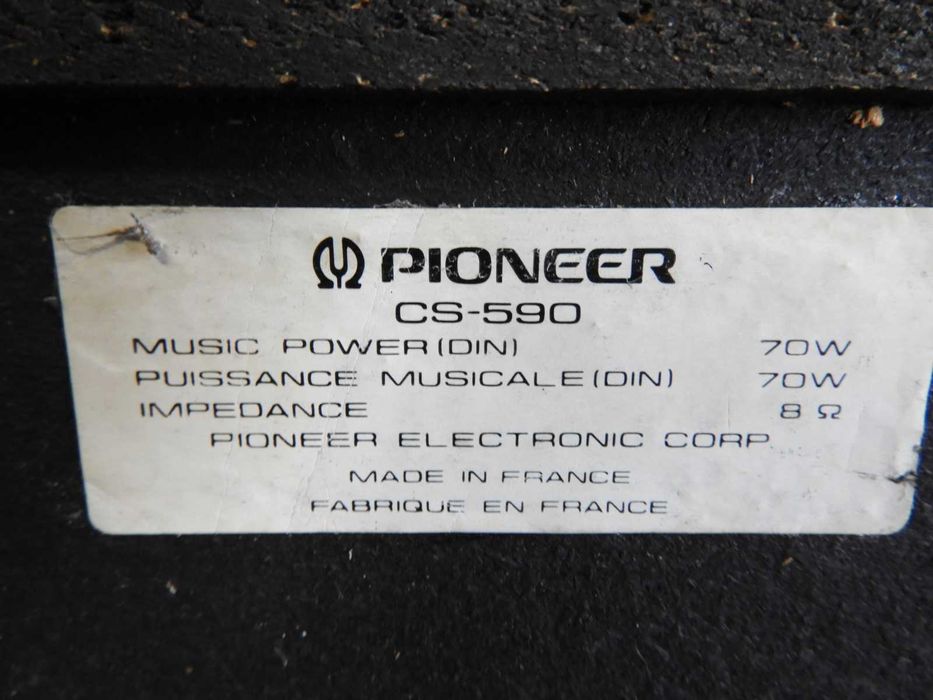 PIONEER
CS-590
MUSIC POWER (DIN) 70W
PUISSANCE MUSICALE (DIN) 70W
IMPEDANCE 8 Ω
PIONEER ELECTRONIC CORP
MADE IN FRANCE
FABRIQUE EN FRANCE